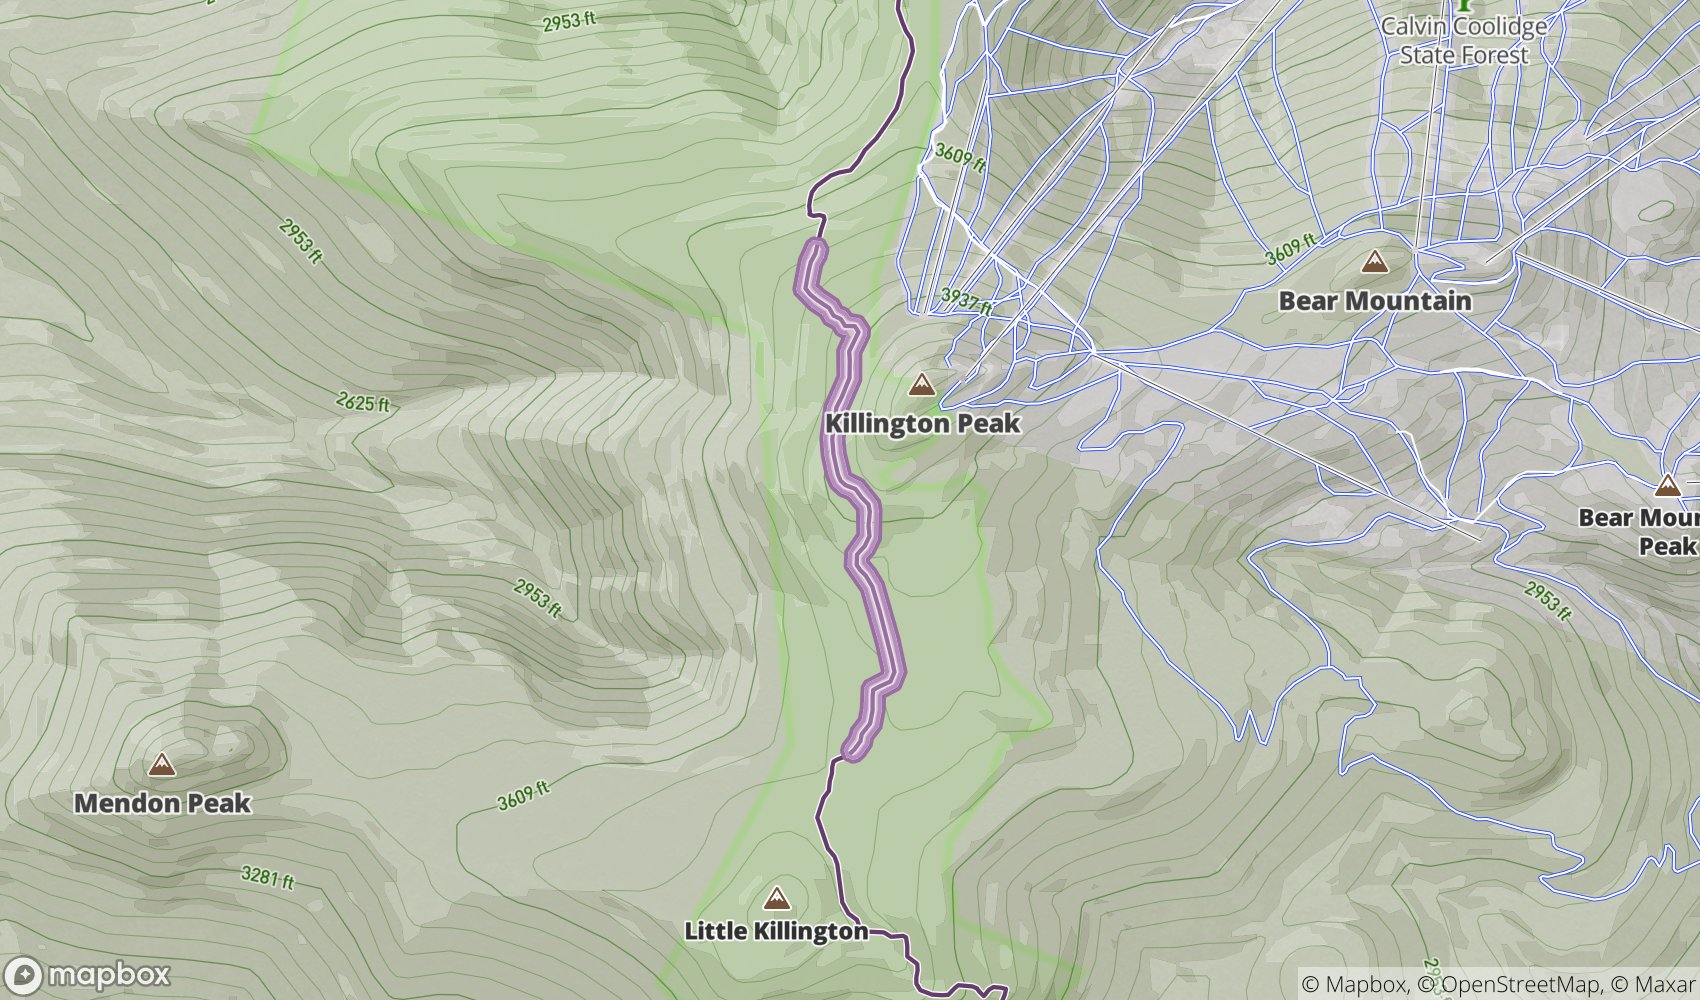 2953 ft
Calvin Coolidge
State Forest
3609 ft
2953 ft
3609 ft
3937 ft
Bear Mountain
2625 ft
Killington Peak
Bear Moun
Peak
2953 ft
2953 ft
Mendon Peak
3609 ft
3281 ft
Little Killington
mapbox
© Mapbox, © OpenStreetMap, © Maxar